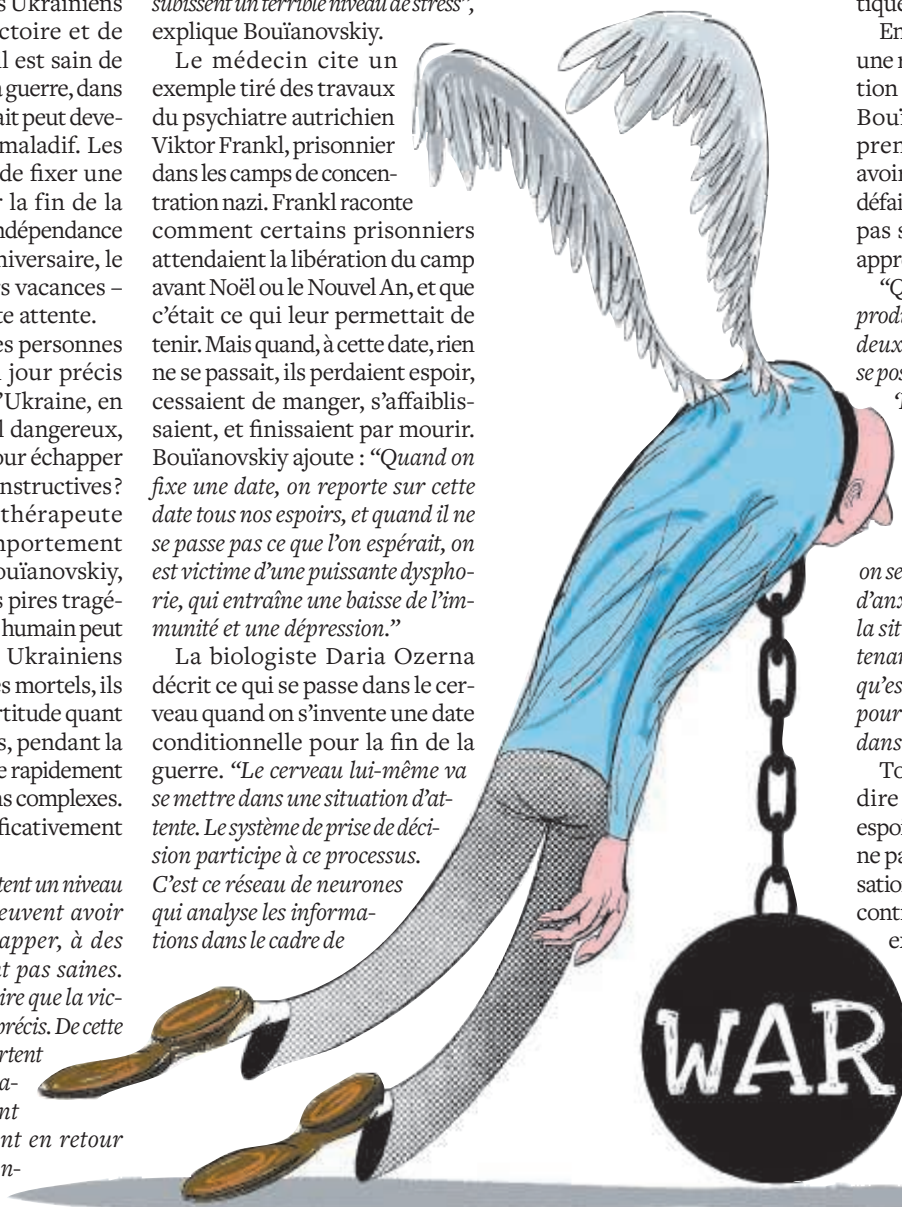 s Ukrainiens
ctoire et de
il est sain de
a guerre, dans
ait peut deve-
maladif. Les
de fixer une
r la fin de la
ndépendance
niversaire, le
rs vacances –
te attente.
es personnes
jour précis
'Ukraine, en
l dangereux,
our échapper
nstructives?
thérapeute
mportement
ouïanovskiy,
s pires tragé-
humain peut
Ukrainiens
es mortels, ils
rtitude quant
s, pendant la
e rapidement
ns complexes.
ficativement
tent un niveau
euvent avoir
apper, à des
nt pas saines.
ire que la vic-
précis. De cette
rtent
a-
nt
nt en retour
n-
subissent un terrible niveau de stress”,
explique Bouïanovskiy.
Le médecin cite un
exemple tiré des travaux
du psychiatre autrichien
Viktor Frankl, prisonnier
dans les camps de concen-
tration nazi. Frankl raconte
comment certains prisonniers
attendaient la libération du camp
avant Noël ou le Nouvel An, et que
c’était ce qui leur permettait de
tenir. Mais quand, à cette date, rien
ne se passait, ils perdaient espoir,
cessaient de manger, s’affaiblis-
saient, et finissaient par mourir.
Bouïanovskiy ajoute : “Quand on
fixe une date, on reporte sur cette
date tous nos espoirs, et quand il ne
se passe pas ce que l’on espérait, on
est victime d’une puissante dyspho-
rie, qui entraîne une baisse de l’im-
munité et une dépression.”
La biologiste Daria Ozerna
décrit ce qui se passe dans le cer-
veau quand on s’invente une date
conditionnelle pour la fin de la
guerre. “Le cerveau lui-même va
se mettre dans une situation d’at-
tente. Le système de prise de déci-
sion participe à ce processus.
C’est ce réseau de neurones
qui analyse les informa-
tions dans le cadre de
WAR
tique
En
une r
tion
Bouï
pren
avoir
défai
pas s
appre
“Q
produ
deux
se pos
on se
d’anx
la sit
tenan
qu’es
pour
dans
To
dire
espor
ne pa
satior
contr
e